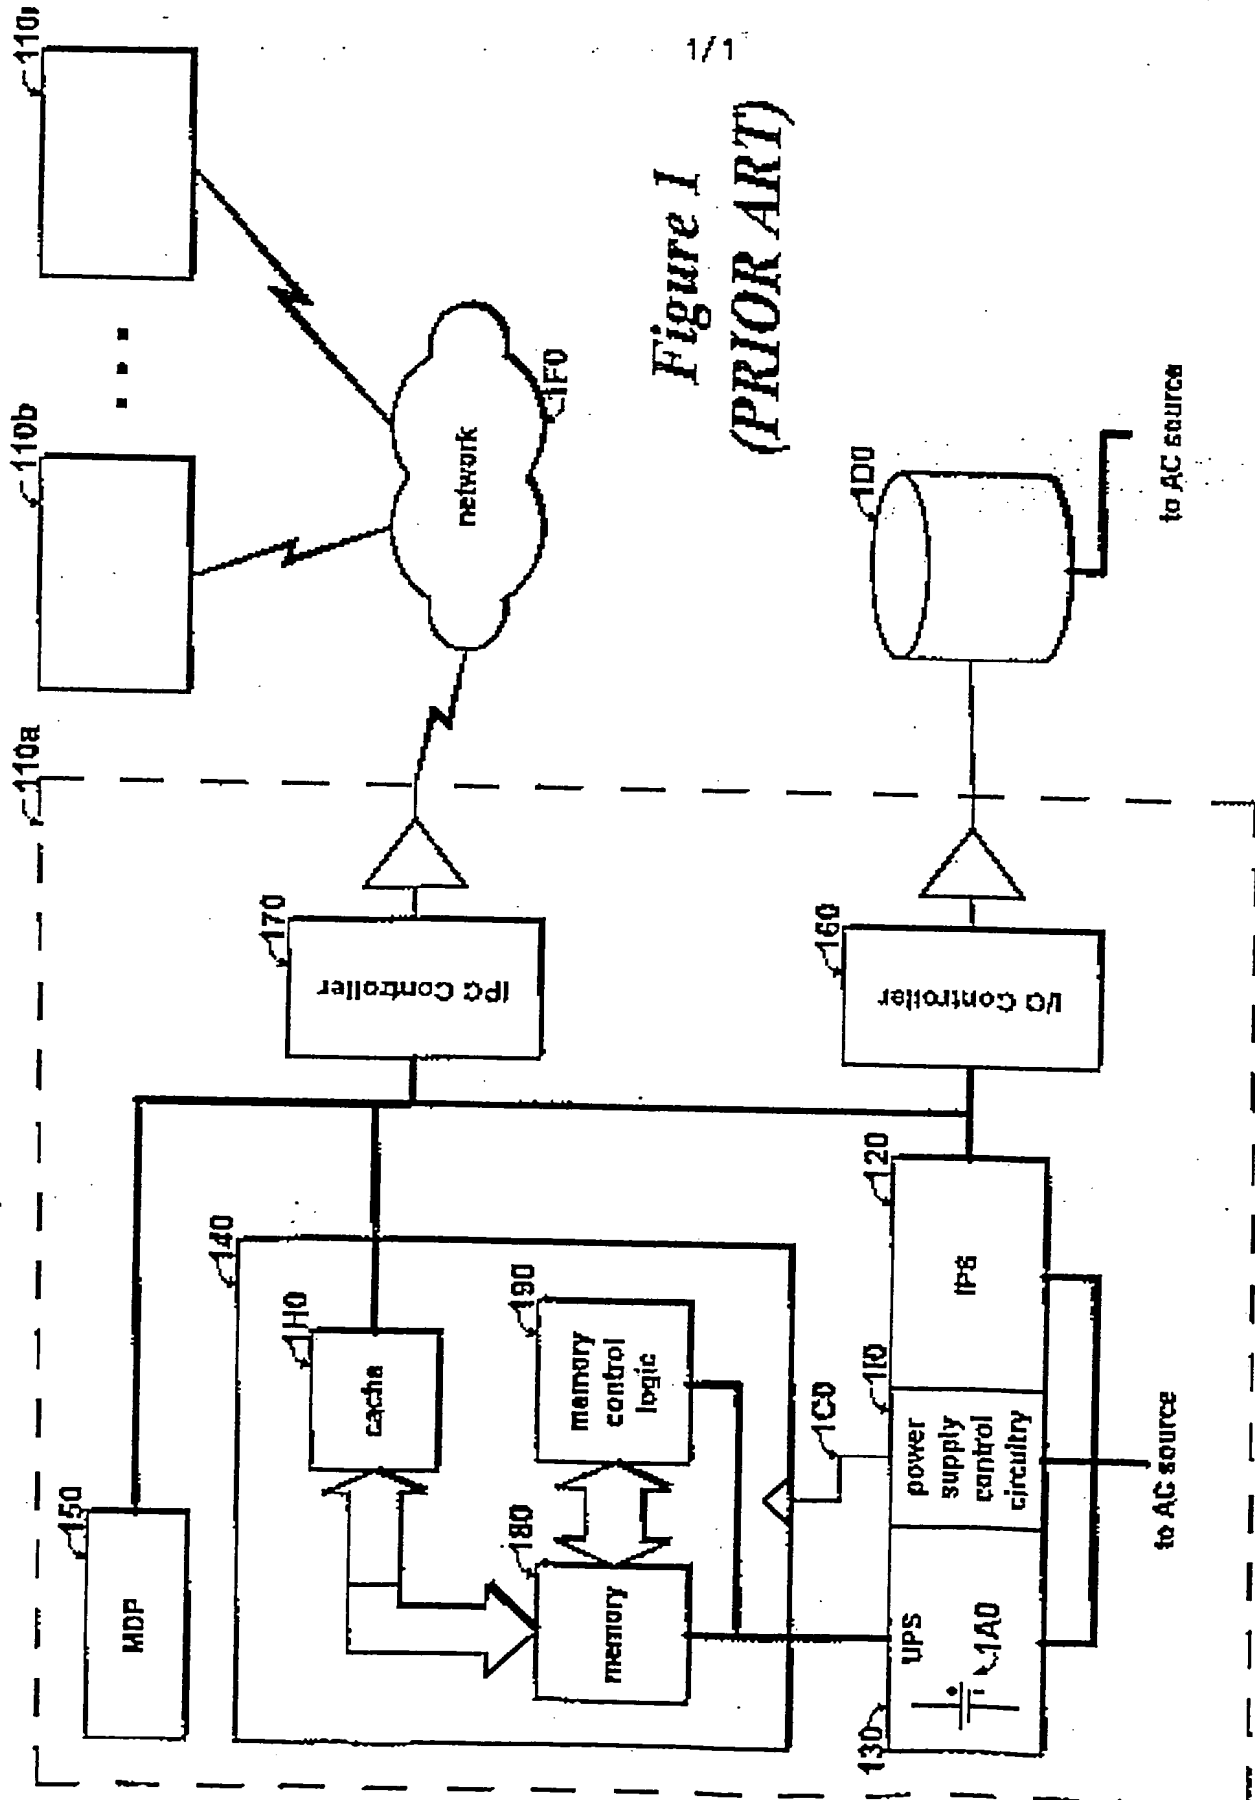 1/1
Figure 1
(PRIOR ART)
110a
110b
110i
150
MDP
140
1H0
cache
190
memory
control
logic
180
memory
170
IPC Controller
160
I/O Controller
network
1F0
1D0
to AC source
1C0
130
UPS
1A0
1I0
power
supply
control
circuitry
120
IPS
to AC source